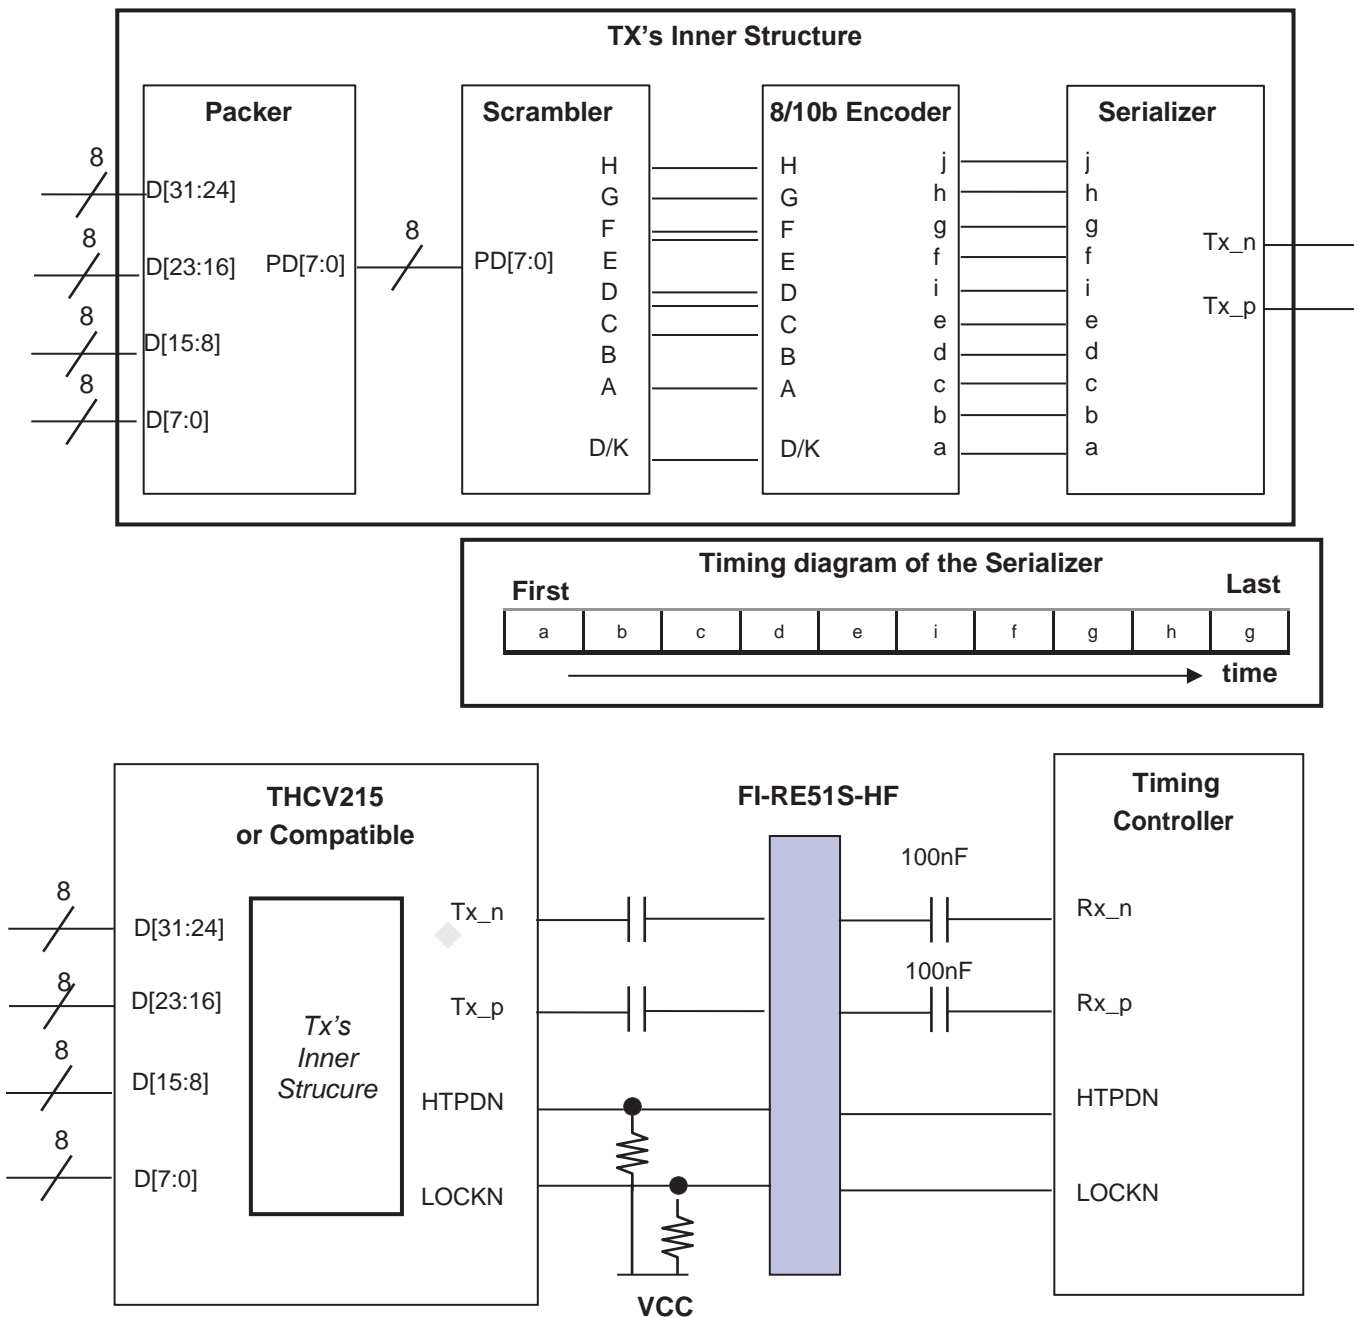 TX's Inner Structure
Packer
8
D[31:24]
8
D[23:16]
8
D[15:8]
8
D[7:0]
PD[7:0]
8
Scrambler
PD[7:0]
H
G
F
E
D
C
B
A
D/K
8/10b Encoder
H
G
F
E
D
C
B
A
D/K
j
h
g
f
i
e
d
c
b
a
Serializer
j
h
g
f
i
e
d
c
b
a
Tx_n
Tx_p
Timing diagram of the Serializer
First
Last
a b c d e i f g h g
time
THCV215
or Compatible
8
D[31:24]
8
D[23:16]
8
D[15:8]
8
D[7:0]
Tx's
Inner
Strucure
Tx_n
Tx_p
HTPDN
LOCKN
VCC
FI-RE51S-HF
100nF
100nF
Timing
Controller
Rx_n
Rx_p
HTPDN
LOCKN